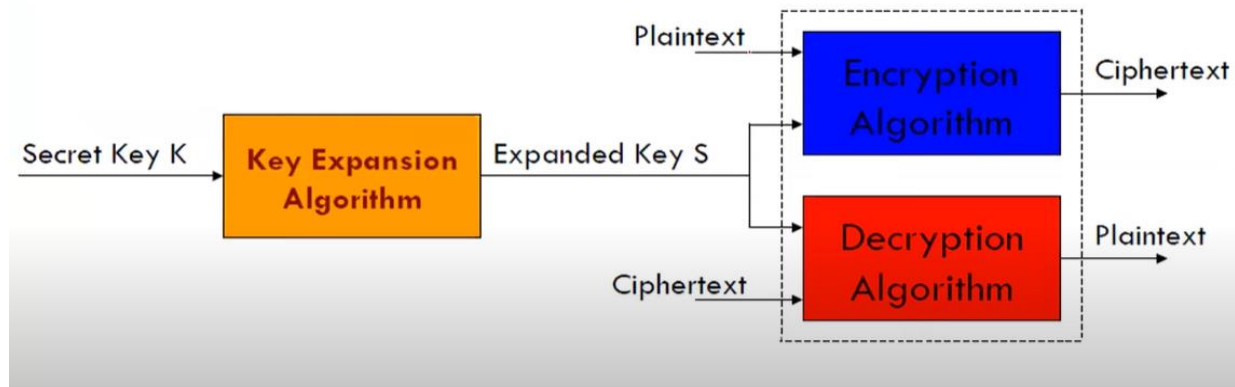 Plaintext
Encryption
Algorithm
Ciphertext
Secret Key K
Key Expansion
Algorithm
Expanded Key S
Decryption
Algorithm
Plaintext
Ciphertext